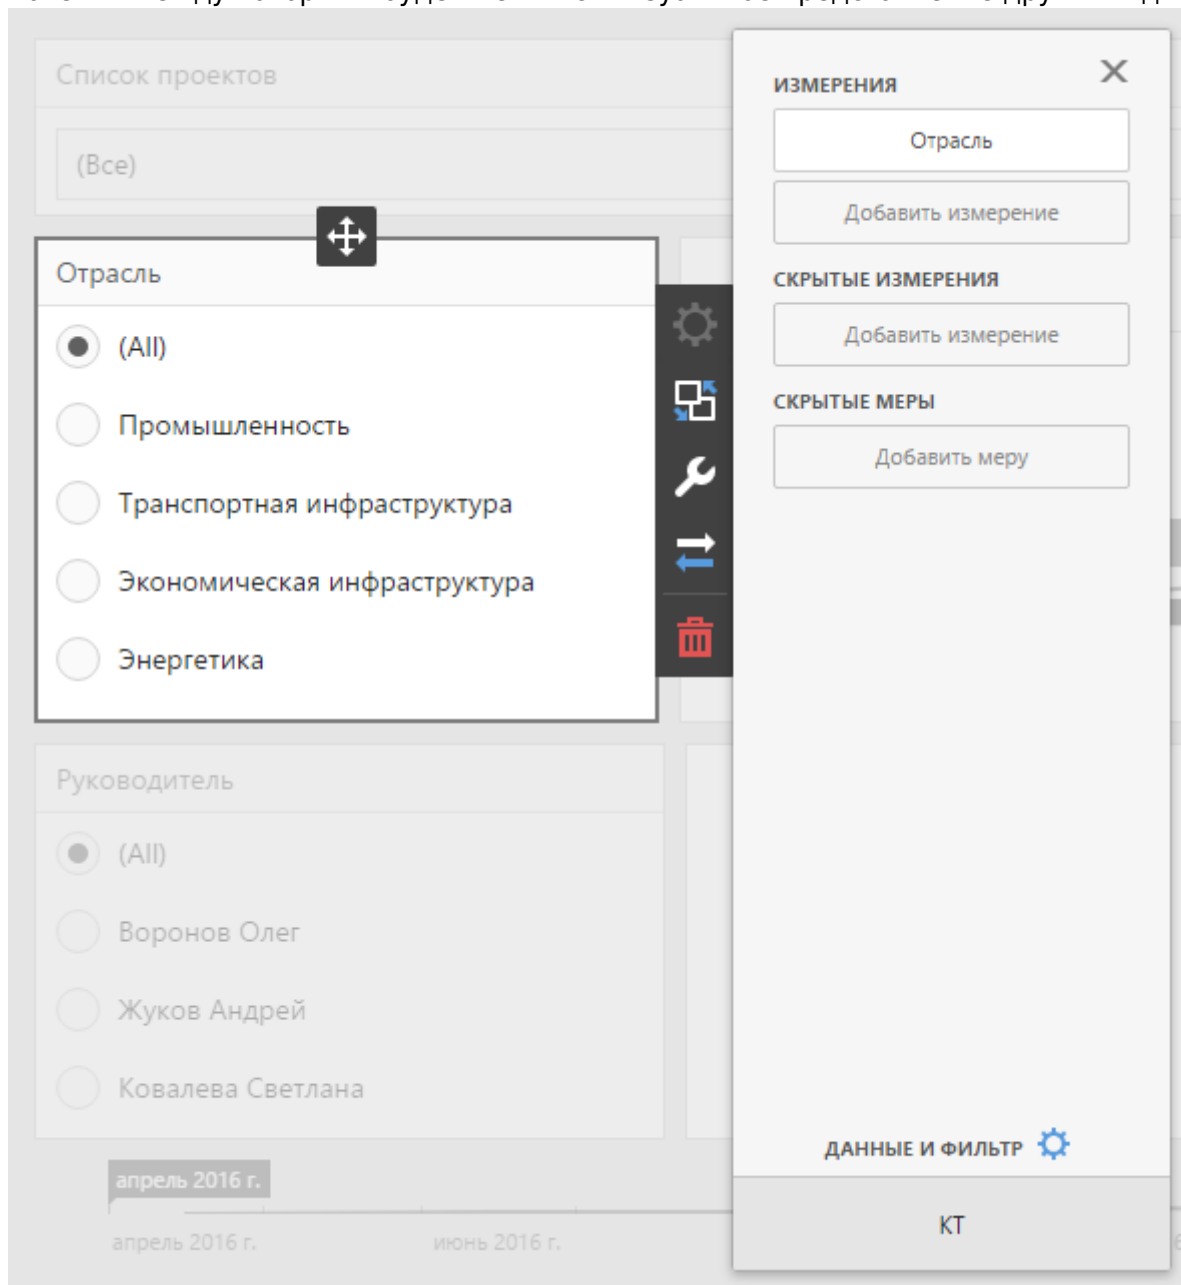 Список проектов
(Все)
Отрасль
(All)
Промышленность
Транспортная инфраструктура
Экономическая инфраструктура
Энергетика
Руководитель
(All)
Воронов Олег
Жуков Андрей
Ковалева Светлана
апрель 2016 г.
апрель 2016 г.
июнь 2016 г.
ИЗМЕРЕНИЯ
Отрасль
Добавить измерение
СКРЫТЫЕ ИЗМЕРЕНИЯ
Добавить измерение
СКРЫТЫЕ МЕРЫ
Добавить меру
ДАННЫЕ И ФИЛЬТР
КТ